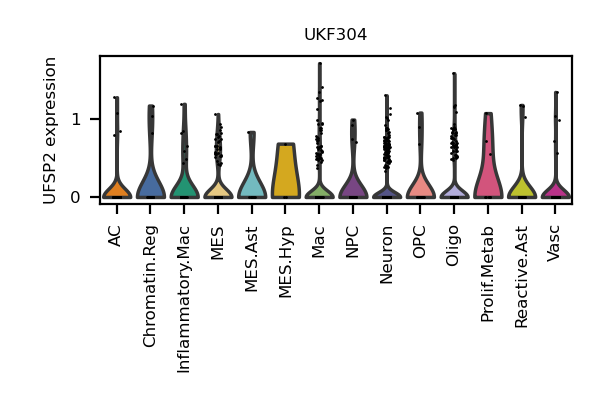 UKF304
UFSP2 expression
1
0
AC
Chromatin.Reg
Inflammatory.Mac
MES
MES.Ast
MES.Hyp
Mac
NPC
Neuron
OPC
Oligo
Prolif.Metab
Reactive.Ast
Vasc